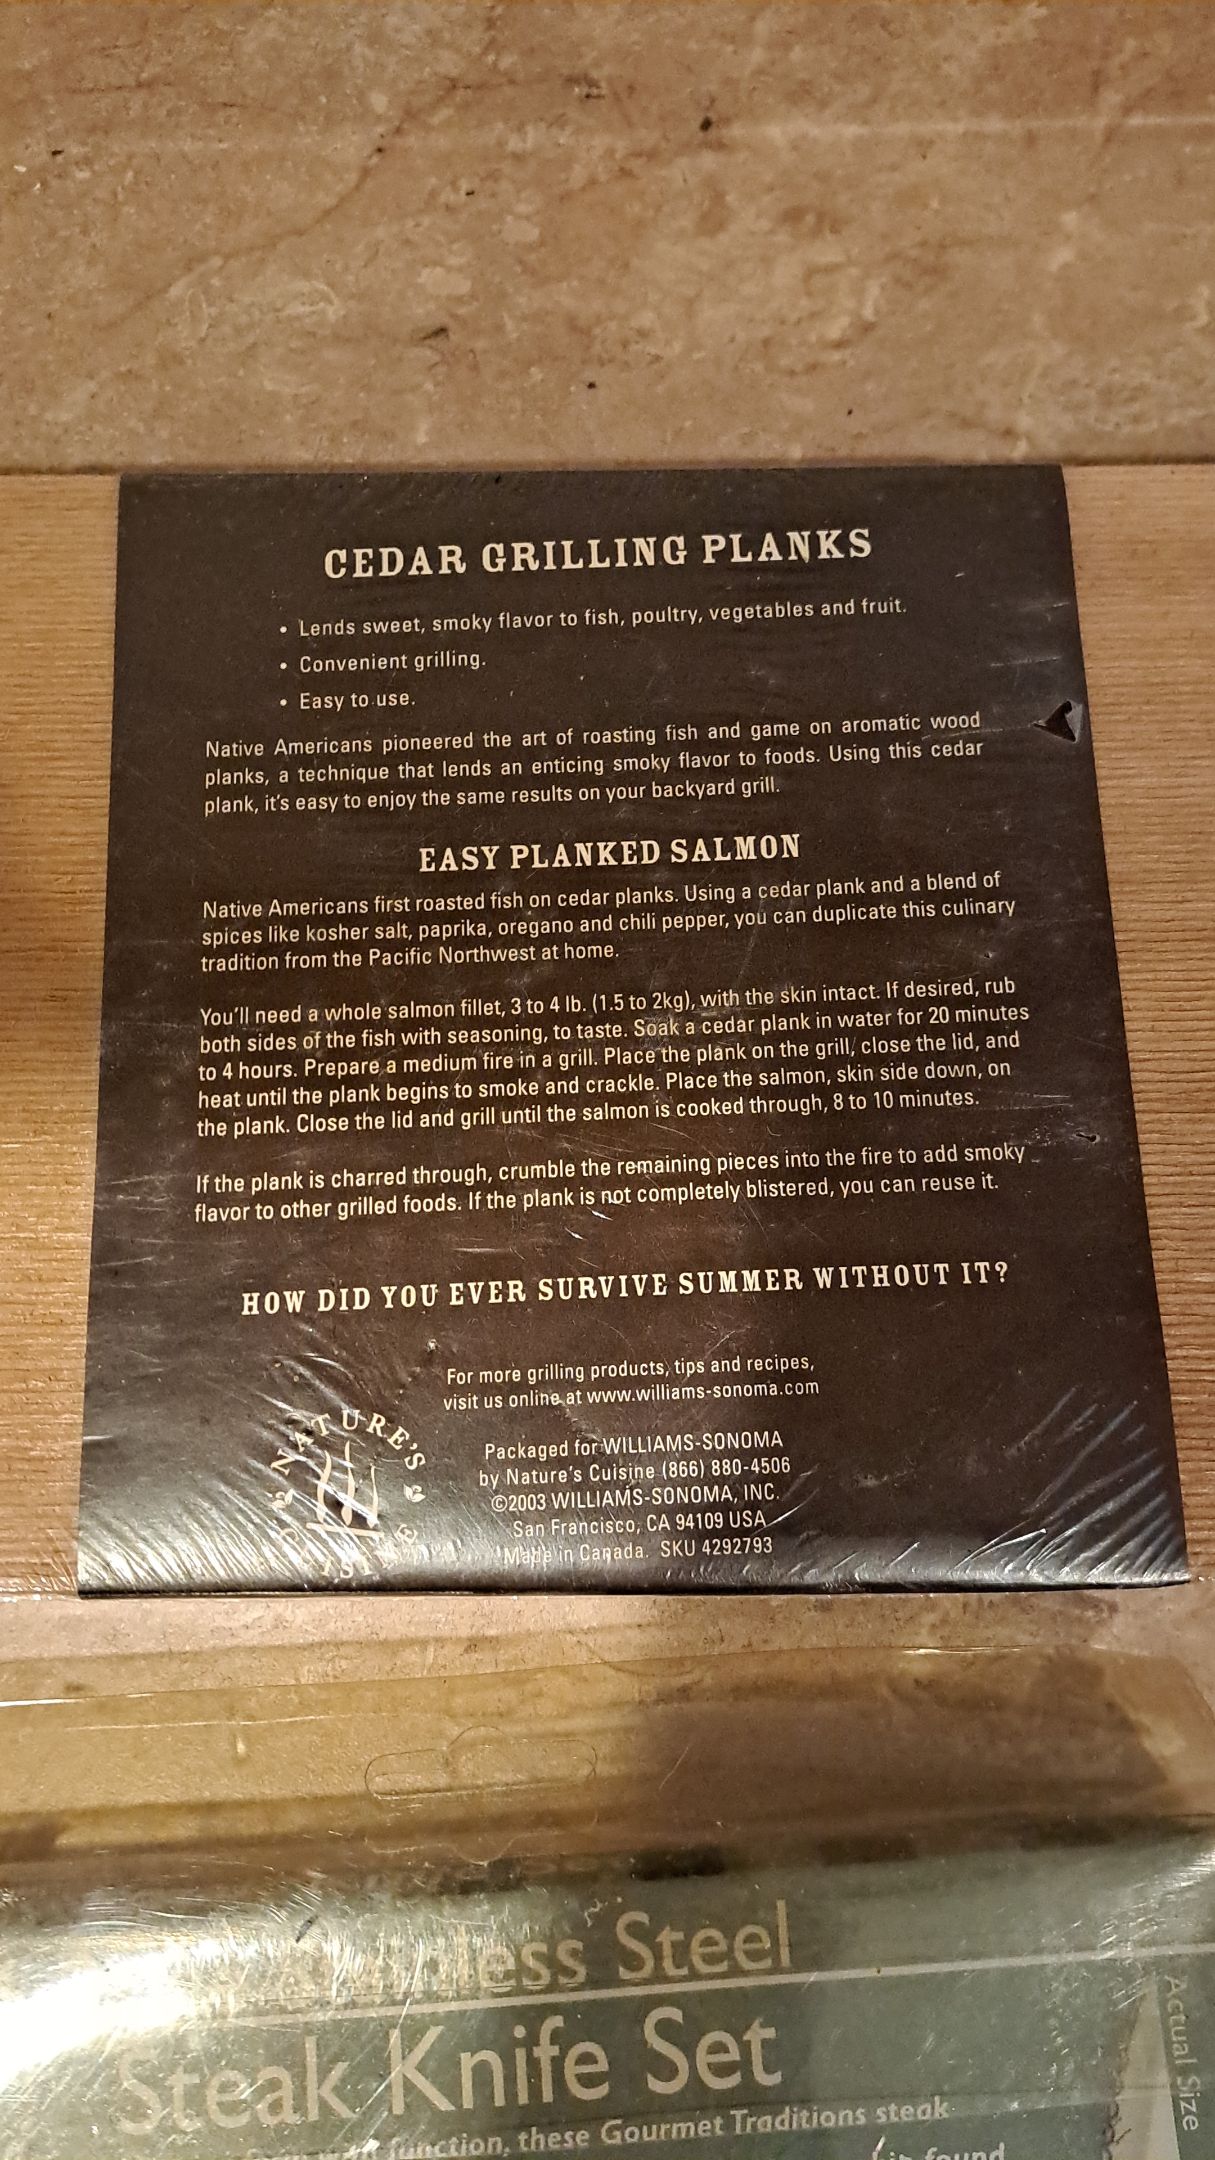 CEDAR GRILLING PLANKS
• Lends sweet, smoky flavor to fish, poultry, vegetables and fruit.
• Convenient grilling.
• Easy to use.
Native Americans pioneered the art of roasting fish and game on aromatic wood
planks, a technique that lends an enticing smoky flavor to foods. Using this cedar
plank, it's easy to enjoy the same results on your backyard grill.
EASY PLANKED SALMON
Native Americans first roasted fish on cedar planks. Using a cedar plank and a blend of
spices like kosher salt, paprika, oregano and chili pepper, you can duplicate this culinary
tradition from the Pacific Northwest at home.
You'll need a whole salmon fillet, 3 to 4 lb. (1.5 to 2kg), with the skin intact. If desired, rub
both sides of the fish with seasoning, to taste. Soak a cedar plank in water for 20 minutes
to 4 hours. Prepare a medium fire in a grill. Place the plank on the grill, close the lid, and
heat until the plank begins to smoke and crackle. Place the salmon, skin side down, on
the plank. Close the lid and grill until the salmon is cooked through, 8 to 10 minutes.
If the plank is charred through, crumble the remaining pieces into the fire to add smoky
flavor to other grilled foods. If the plank is not completely blistered, you can reuse it.
HOW DID YOU EVER SURVIVE SUMMER WITHOUT IT?
For more grilling products, tips and recipes,
visit us online at www.williams-sonoma.com
NATURE'S
Packaged for WILLIAMS-SONOMA
by Nature's Cuisine (866) 880-4506
©2003 WILLIAMS-SONOMA, INC.
San Francisco, CA 94109 USA
Made in Canada. SKU 4292793
Steel
Steak Knife Set
Actual Size
function, these Gourmet Traditions steak
found